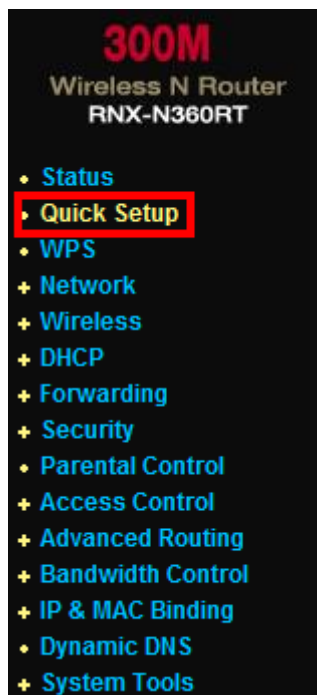 300M
Wireless N Router
RNX-N360RT
Status
Quick Setup
WPS
Network
Wireless
DHCP
Forwarding
Security
Parental Control
Access Control
Advanced Routing
Bandwidth Control
IP & MAC Binding
Dynamic DNS
System Tools